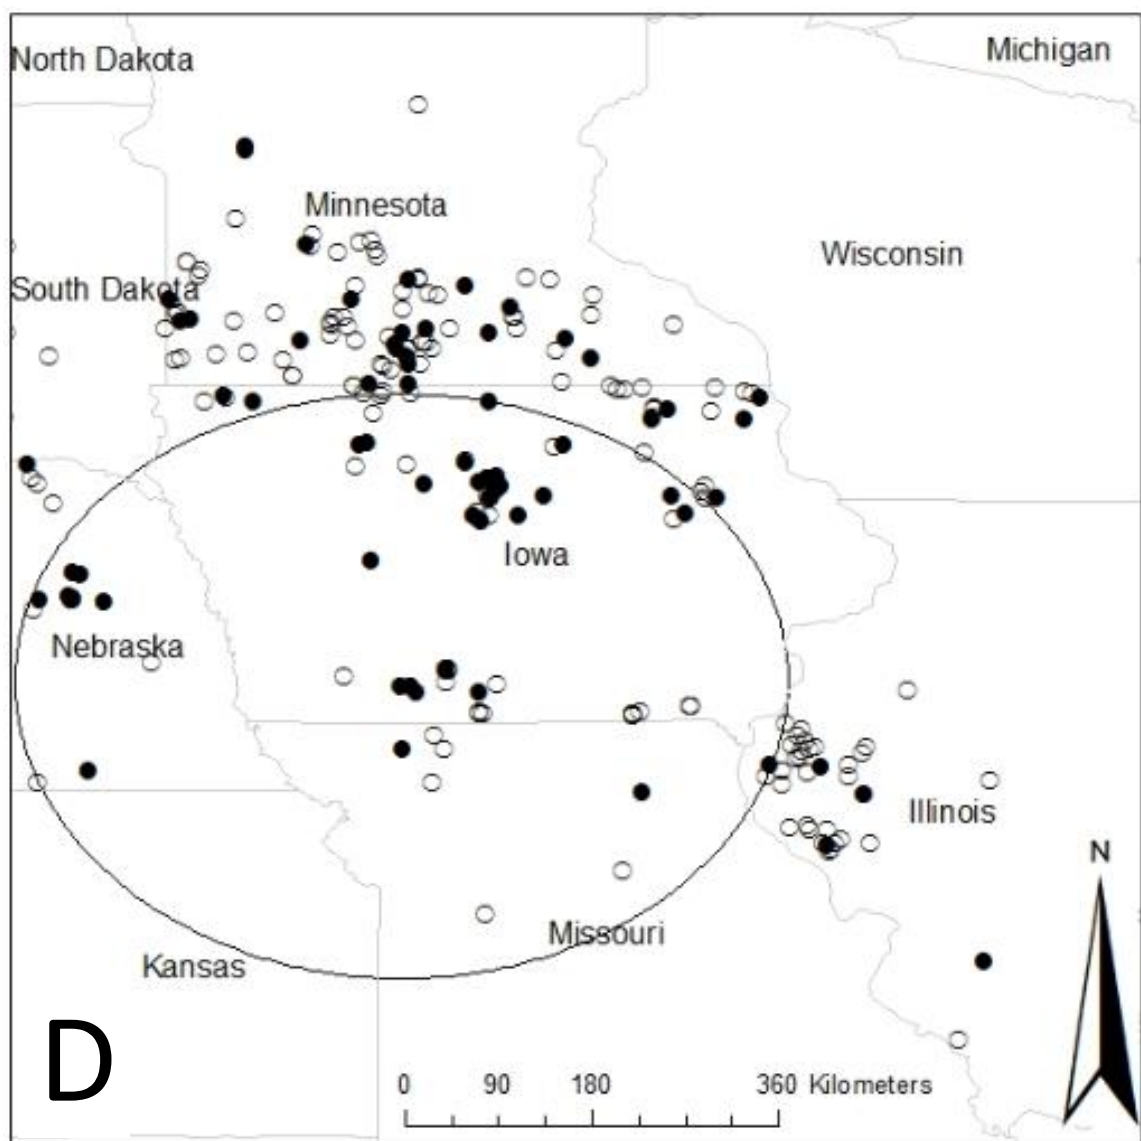 North Dakota
Michigan
Minnesota
Wisconsin
South Dakota
Iowa
Nebraska
Illinois
N
Missouri
Kansas
D
0 90 180 360 Kilometers